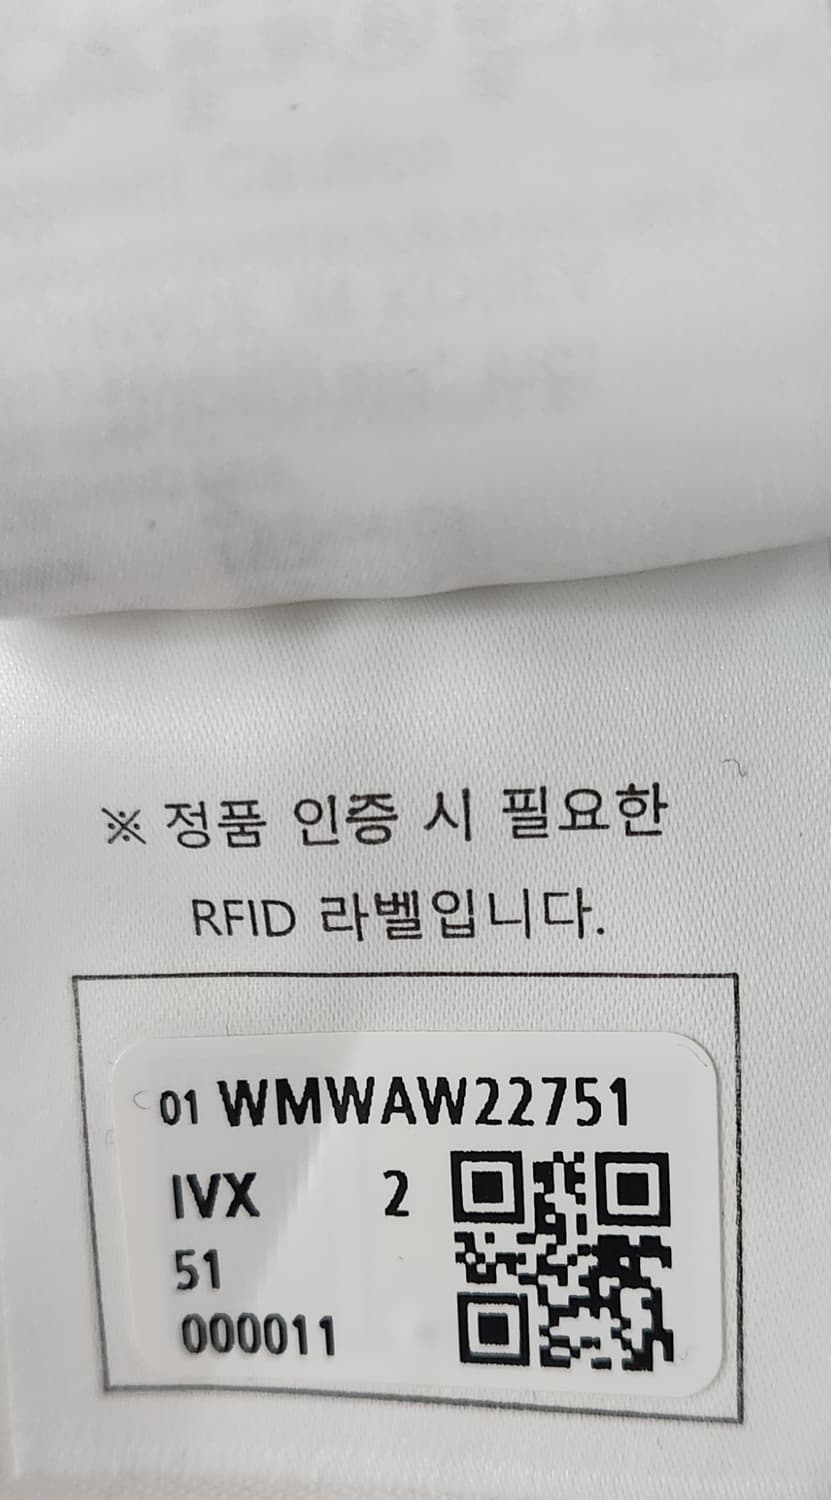 ※ 정품 인증 시 필요한
RFID 라벨입니다.
01 WMWAW22751
IVX 2
51
000011